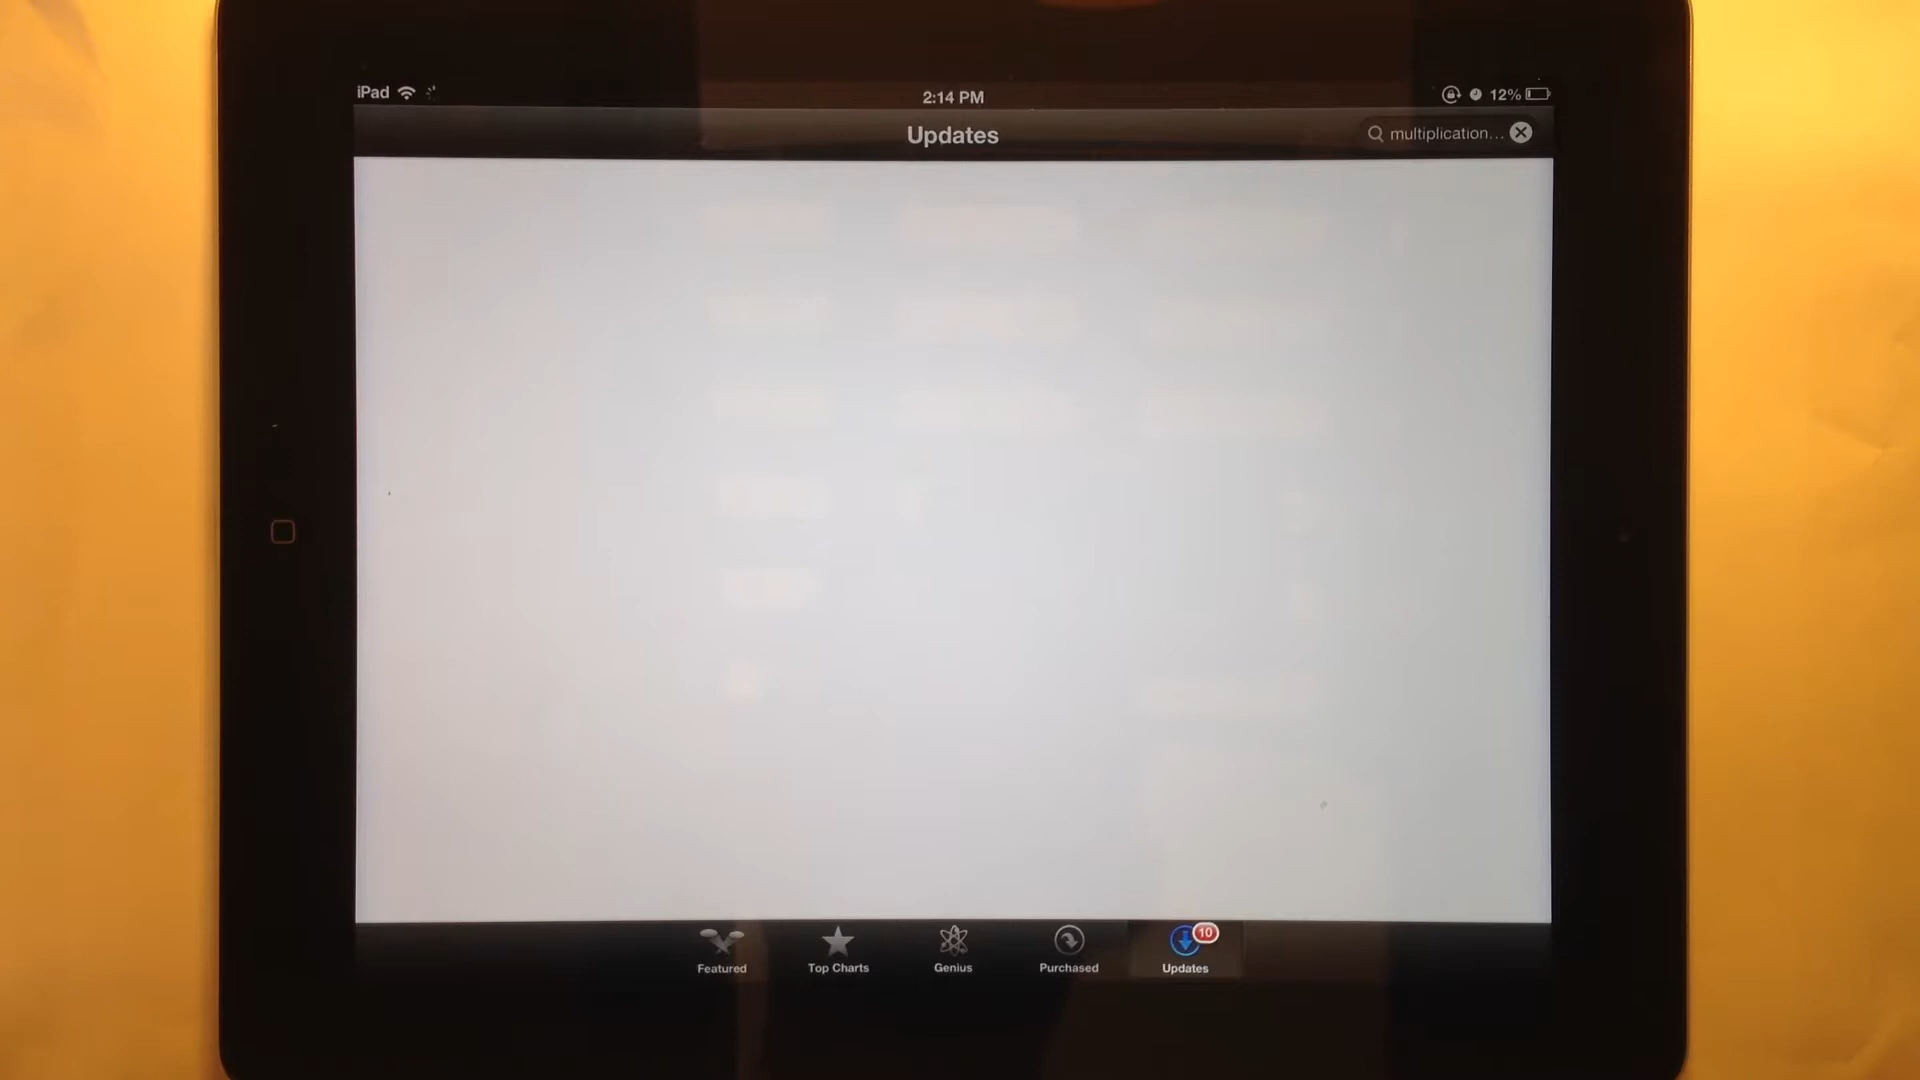 iPad
2:14 PM
12%
Updates
multiplication...
Featured
Top Charts
Genius
Purchased
10
Updates